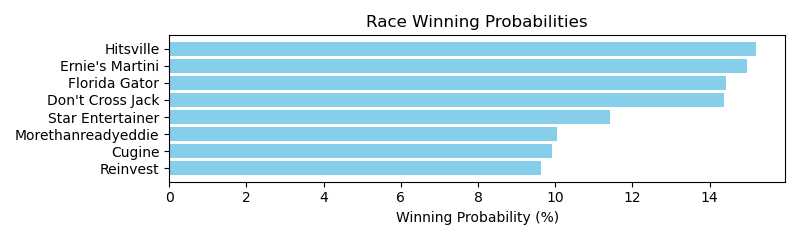 Race Winning Probabilities
Hitsville
Ernie's Martini
Florida Gator
Don't Cross Jack
Star Entertainer
Morethanreadyeddie
Cugine
Reinvest
0 2 4 6 8 10 12 14
Winning Probability (%)